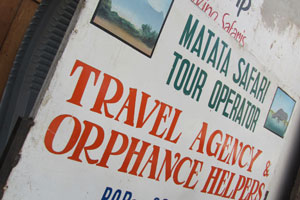 Safaris
MATATA SAFARI
TOUR OPERATOR
TRAVEL AGENCY &
ORPHANCE HELPERS